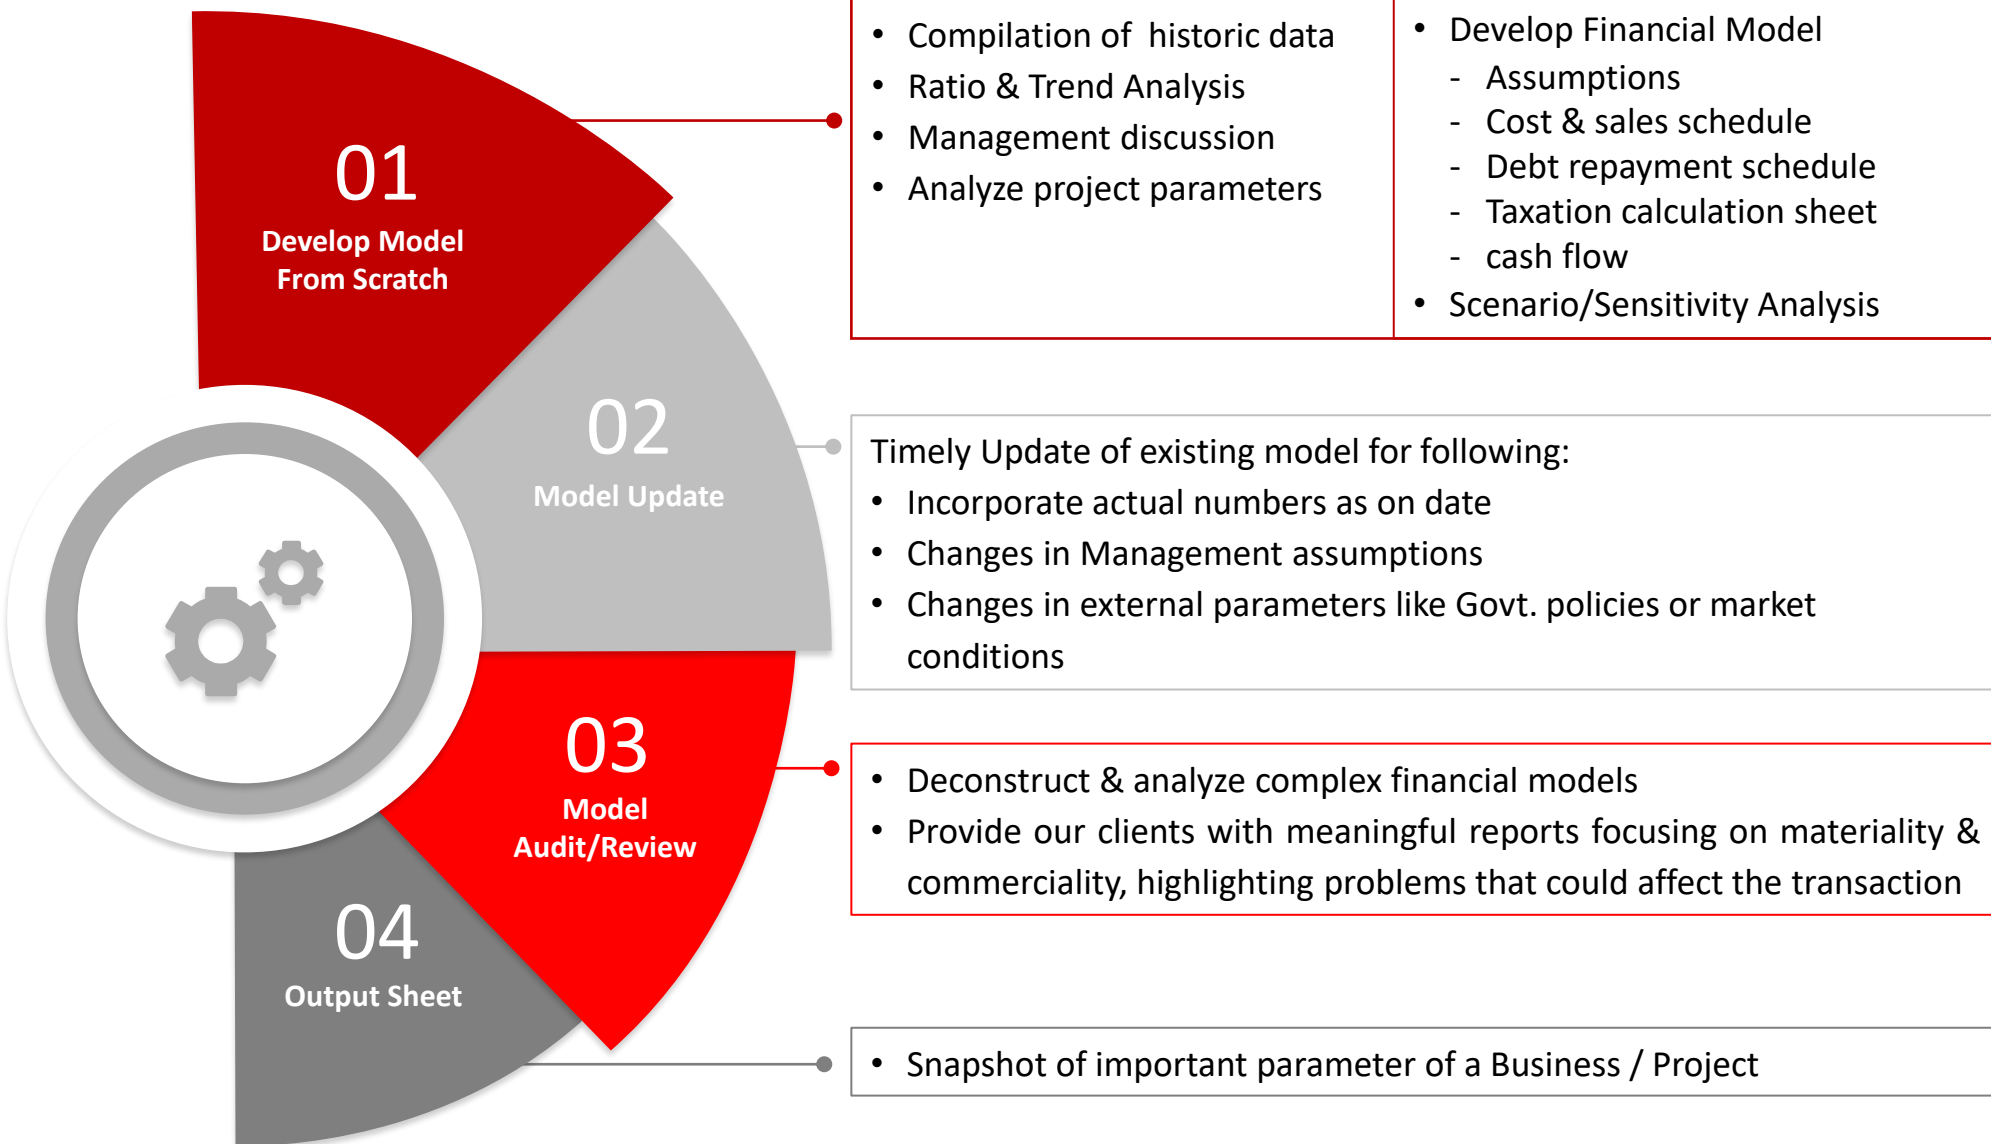 01
Develop Model
From Scratch
• Compilation of historic data
• Ratio & Trend Analysis
• Management discussion
• Analyze project parameters
• Develop Financial Model
- Assumptions
- Cost & sales schedule
- Debt repayment schedule
- Taxation calculation sheet
- cash flow
• Scenario/Sensitivity Analysis
02
Model Update
Timely Update of existing model for following:
• Incorporate actual numbers as on date
• Changes in Management assumptions
• Changes in external parameters like Govt. policies or market
conditions
03
Model
Audit/Review
• Deconstruct & analyze complex financial models
• Provide our clients with meaningful reports focusing on materiality &
commerciality, highlighting problems that could affect the transaction
04
Output Sheet
• Snapshot of important parameter of a Business / Project